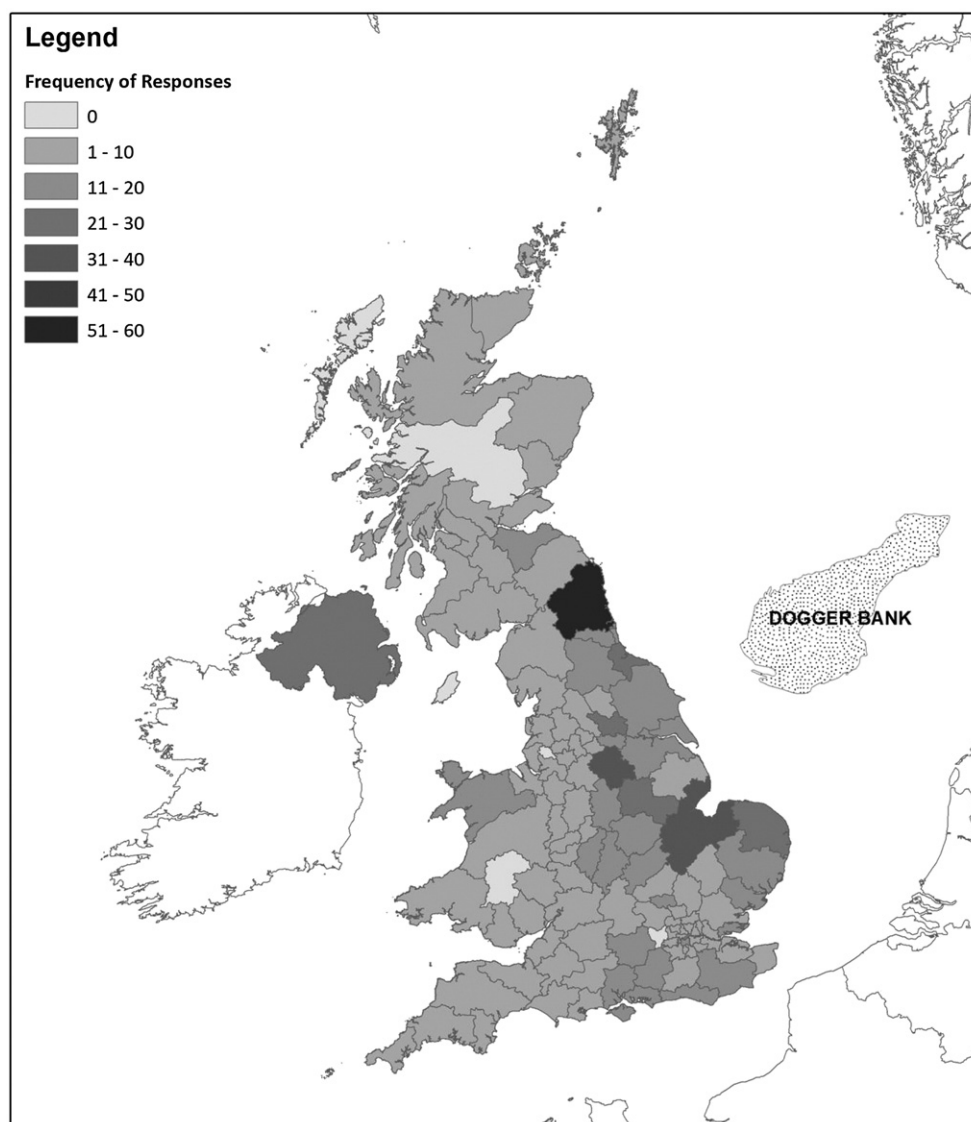 Legend
Frequency of Responses
0
1 - 10
11 - 20
21 - 30
31 - 40
41 - 50
51 - 60
DOGGER BANK